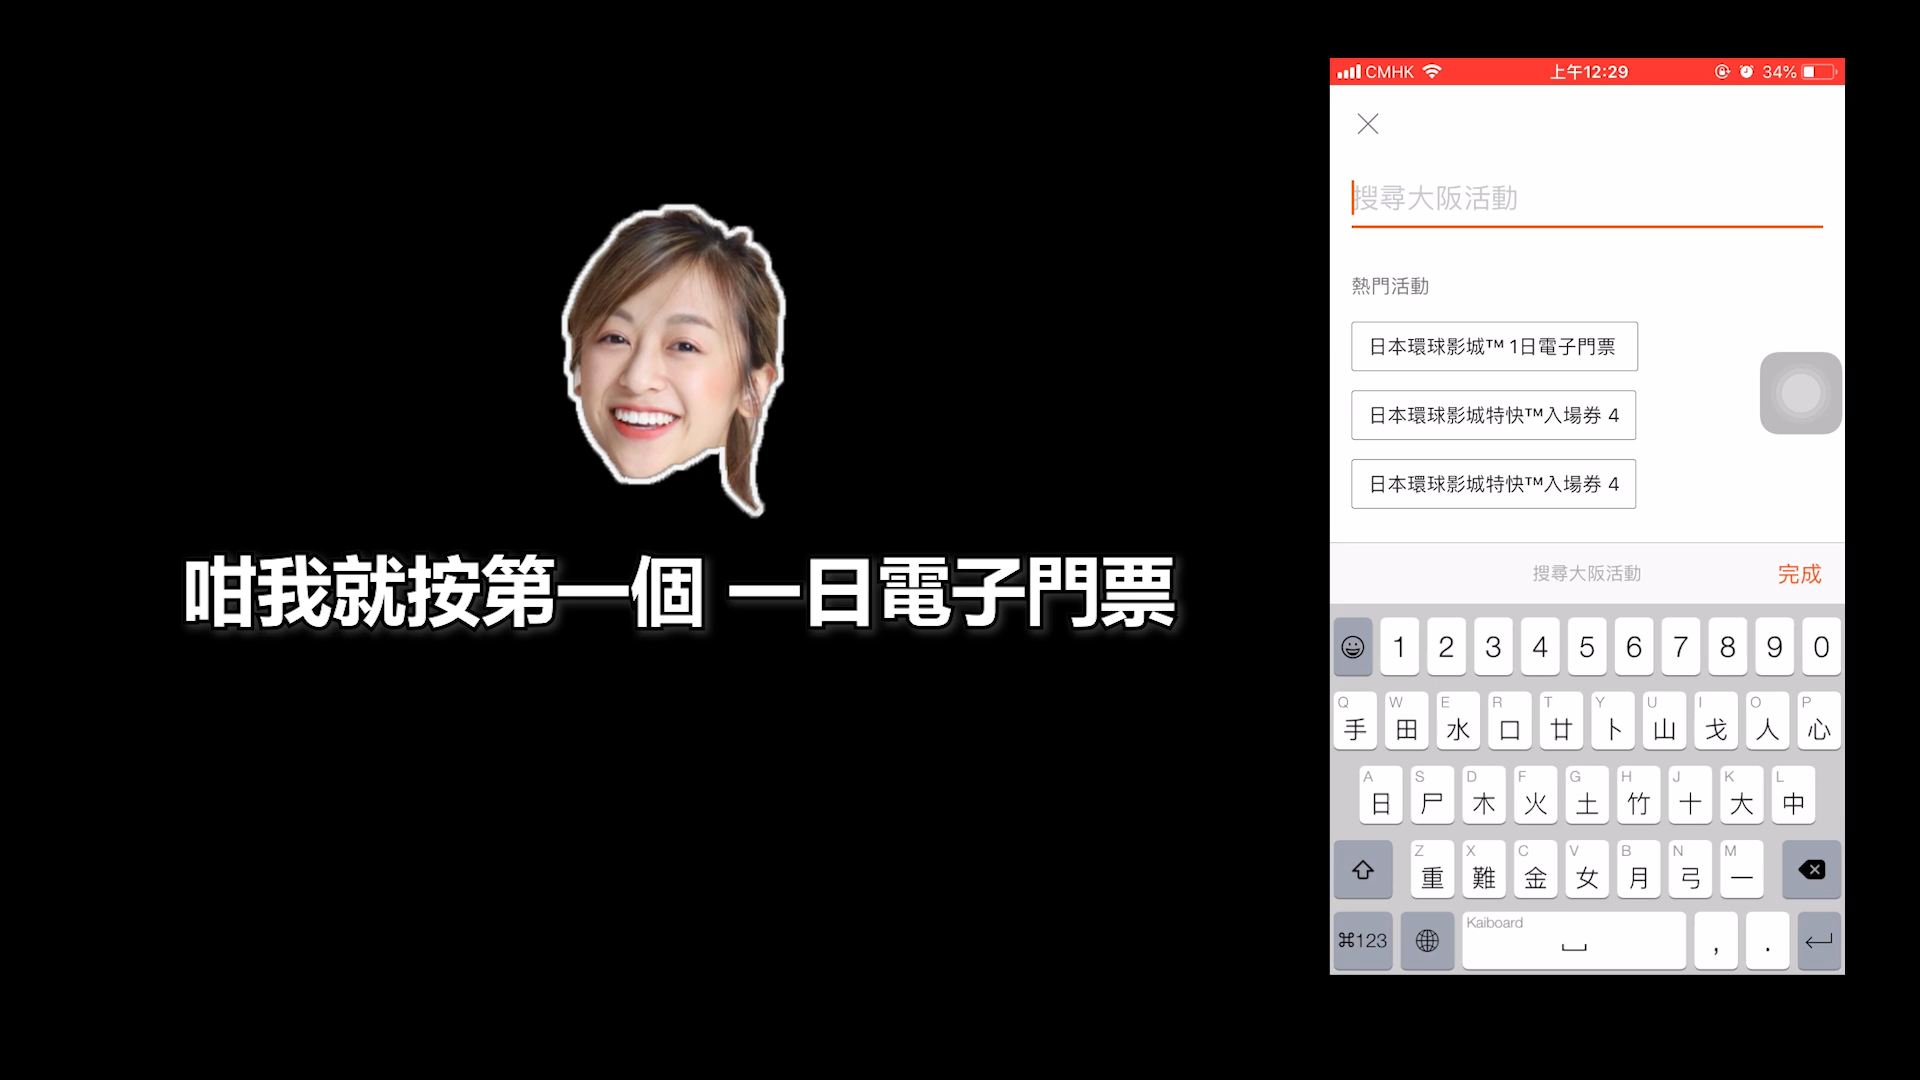 咁我就按第一個 一日電子門票
CMHK 上午12:29 34%
搜尋大阪活動
熱門活動
日本環球影城™ 1日電子門票
日本環球影城特快™入場券 4
日本環球影城特快™入場券 4
搜尋大阪活動 完成
1 2 3 4 5 6 7 8 9 0
Q W E R T Y U I O P
手 田 水 口 廿 卜 山 戈 人 心
A S D F G H J K L
日 尸 木 火 土 竹 十 大 中
Z X C V B N M
重 難 金 女 月 弓 一
⌘123 Kaiboard , .